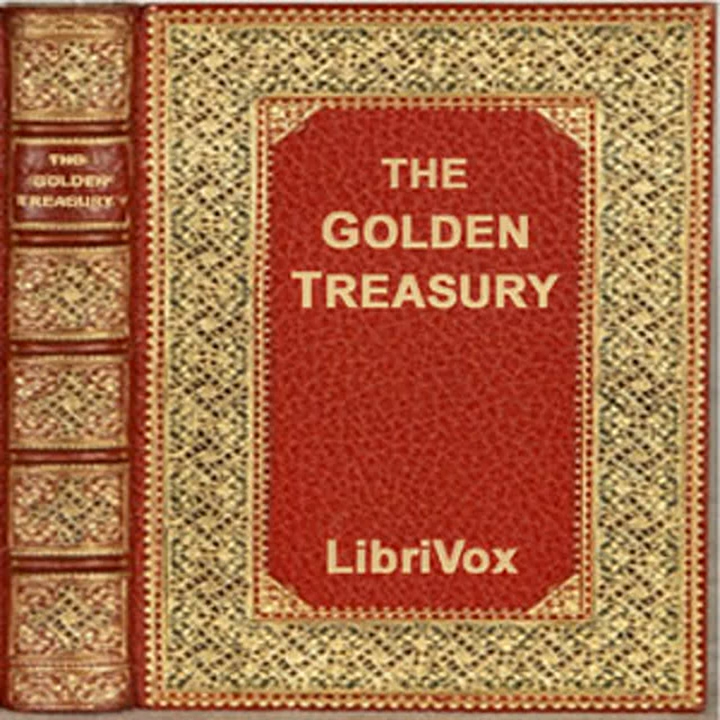 THE
GOLDEN
TREASURY
THE
GOLDEN
TREASURY
LibriVox